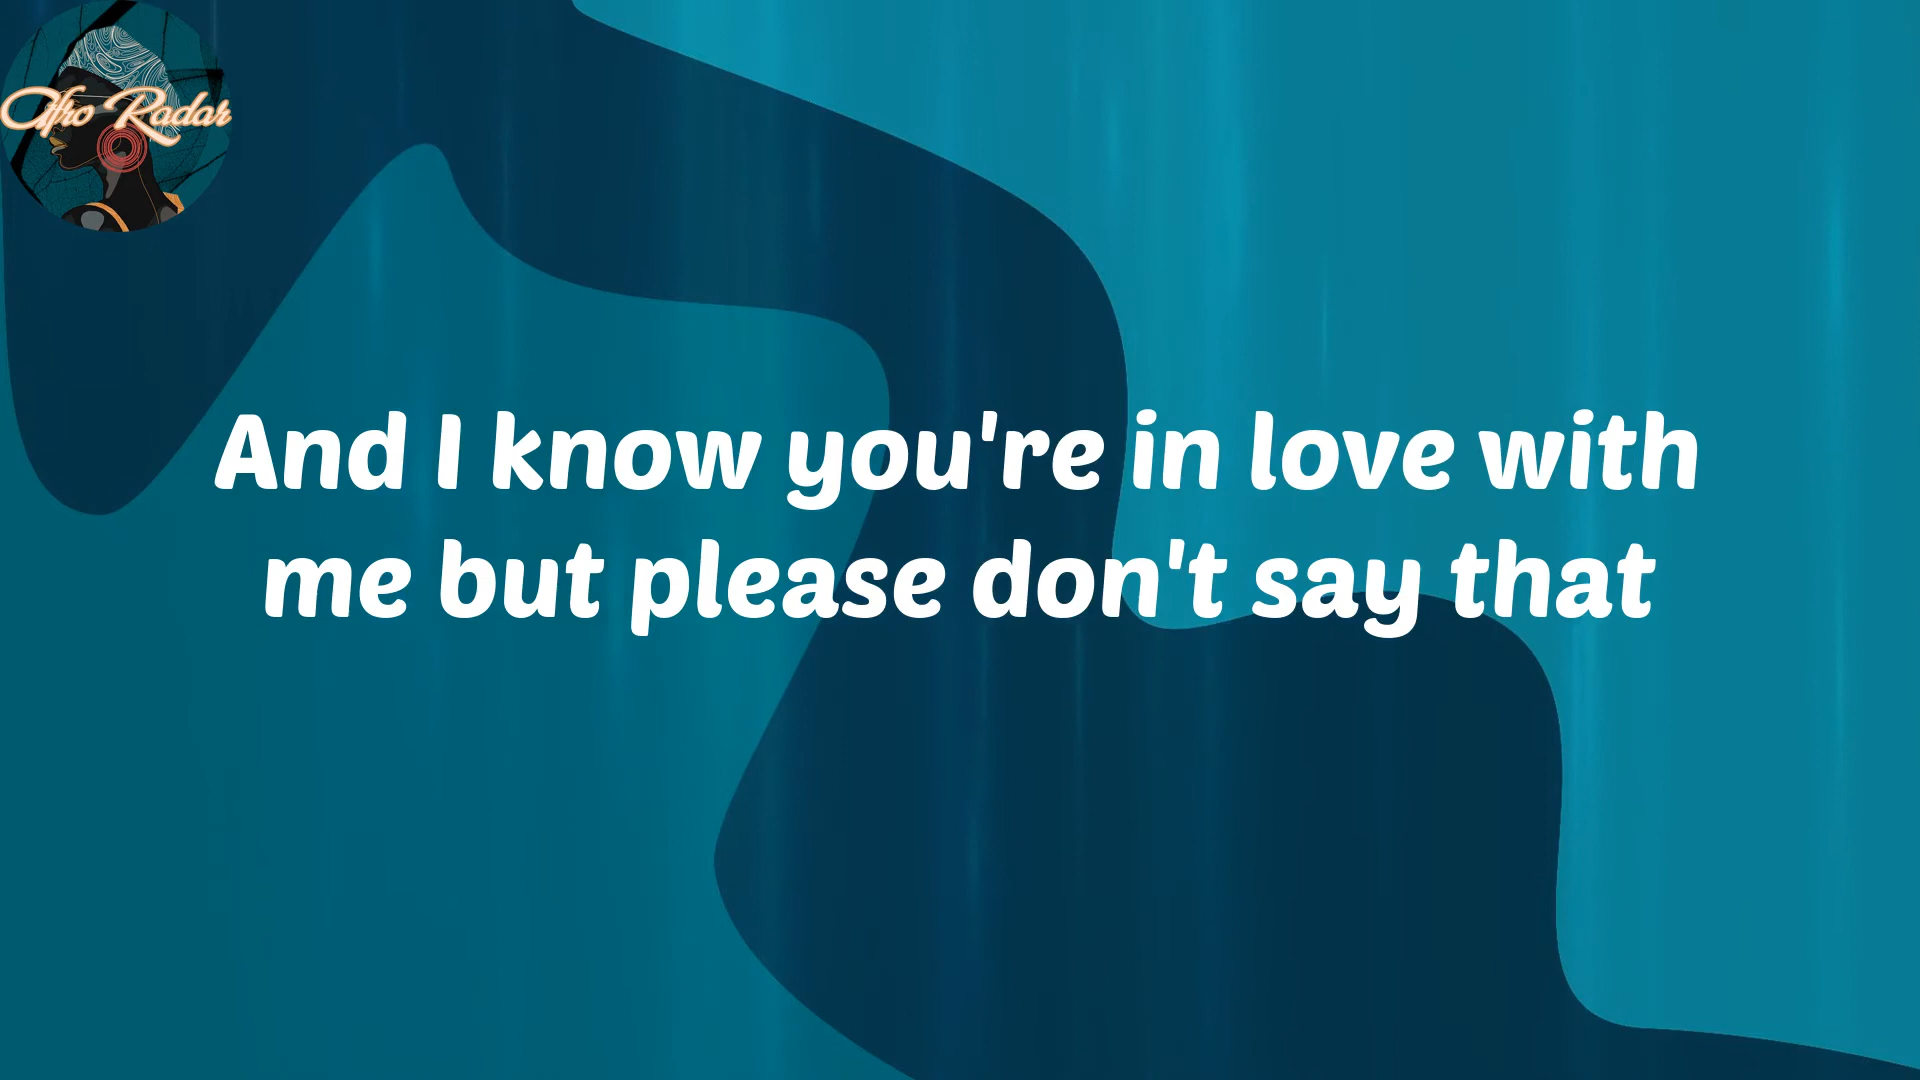 Afro Radar
And I know you're in love with
me but please don't say that